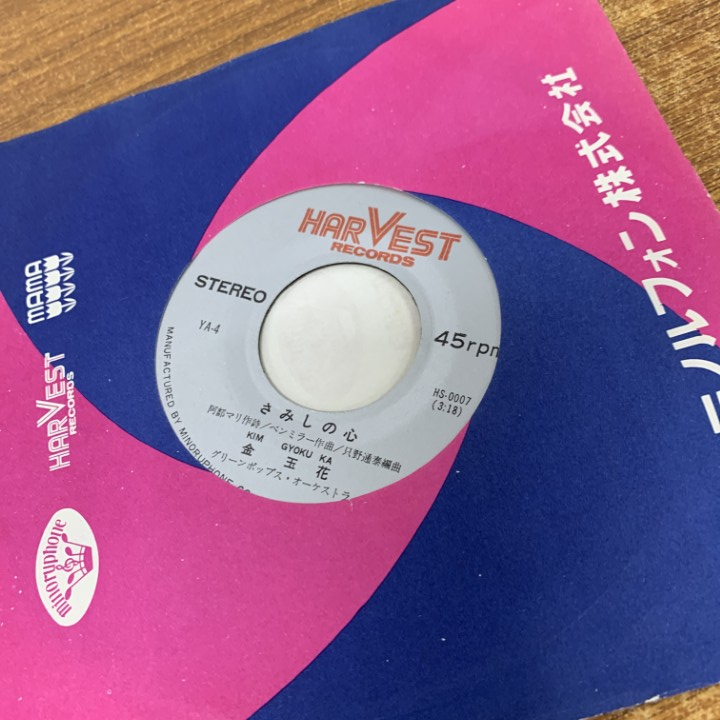 HARVEST
RECORDS
STEREO
YA-4
45rpm
HS-0007
(3:18)
さみしの心
阿部マリ作詩/ベンミラー作曲/只野通泰編曲
KIM GYOKU KA
金玉花
グリーンポップス・オーケストラ
MANUFACTURED BY MINORUPHONE CO
ミノルフォン株式会社
MAMA
HARVEST
RECORDS
minoruphone